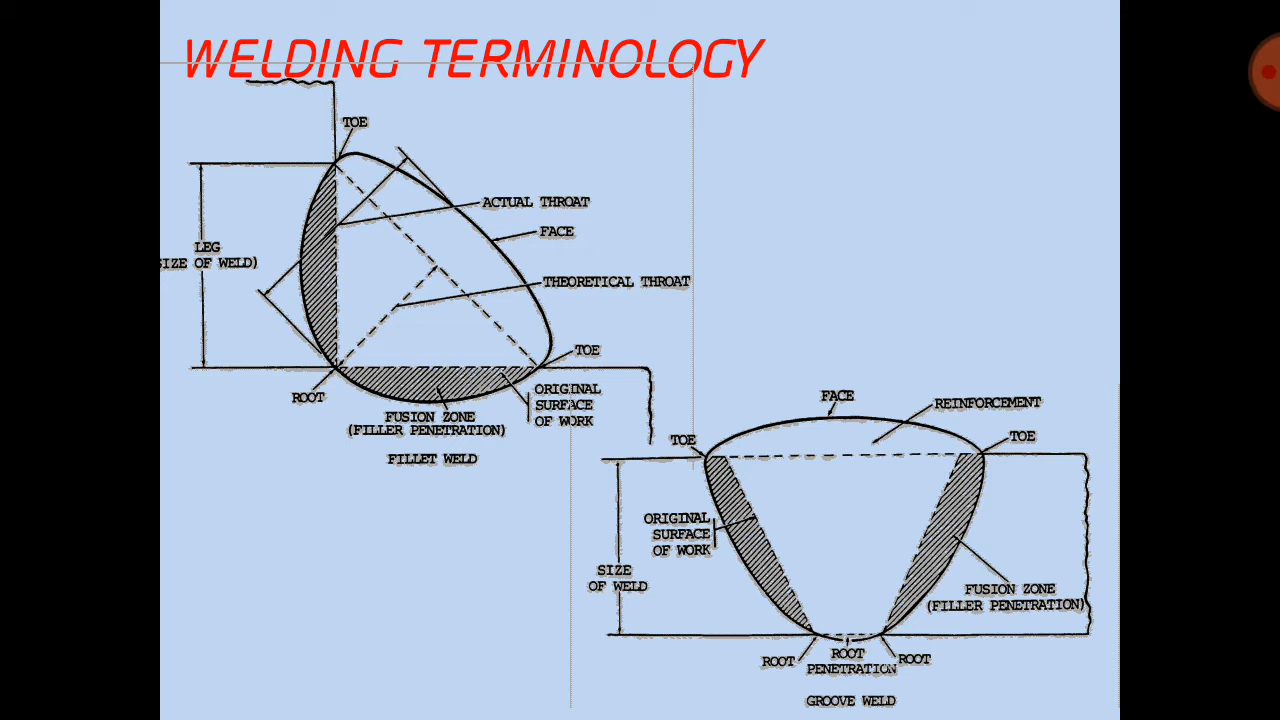 WELDING TERMINOLOGY
TOE
ACTUAL THROAT
FACE
LEG
SIZE OF WELD)
THEORETICAL THROAT
TOE
ROOT
ORIGINAL
SURFACE
OF WORK
FUSION ZONE
(FILLER PENETRATION)
FILLET WELD
FACE
REINFORCEMENT
TOE
TOE
ORIGINAL
SURFACE
OF WORK
SIZE
OF WELD
FUSION ZONE
(FILLER PENETRATION)
ROOT
ROOT
PENETRATION
ROOT
GROOVE WELD